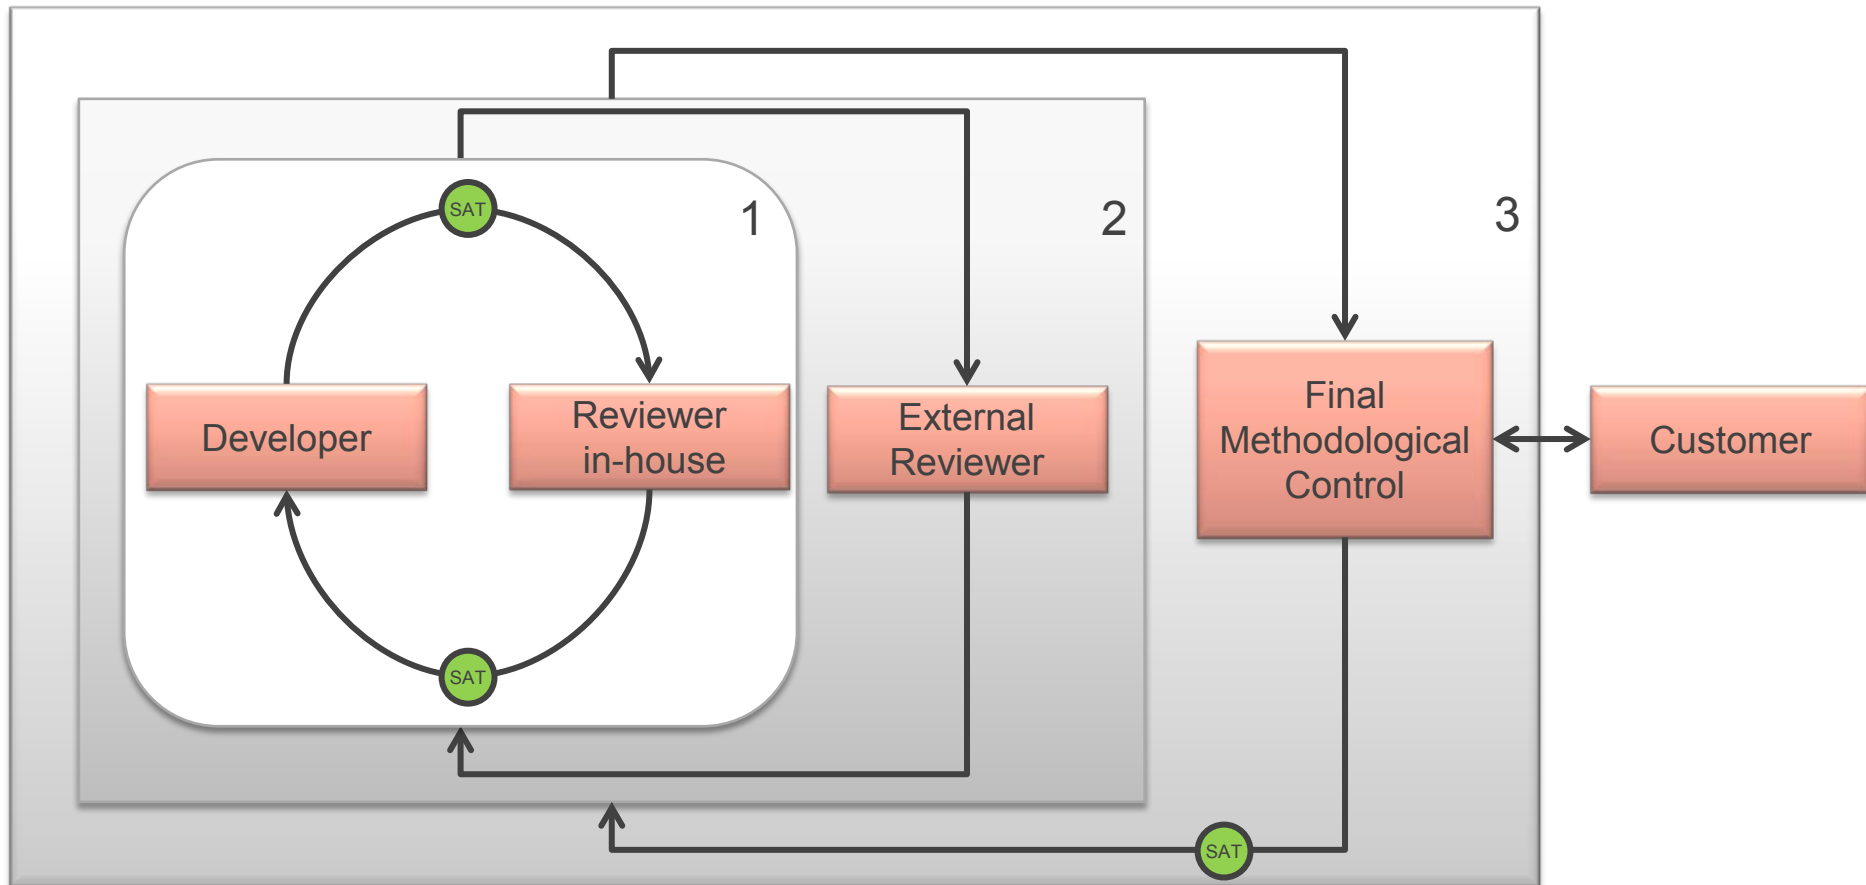 SAT
1
2
3
Developer
Reviewer
in-house
External
Reviewer
Final
Methodological
Control
Customer
SAT
SAT